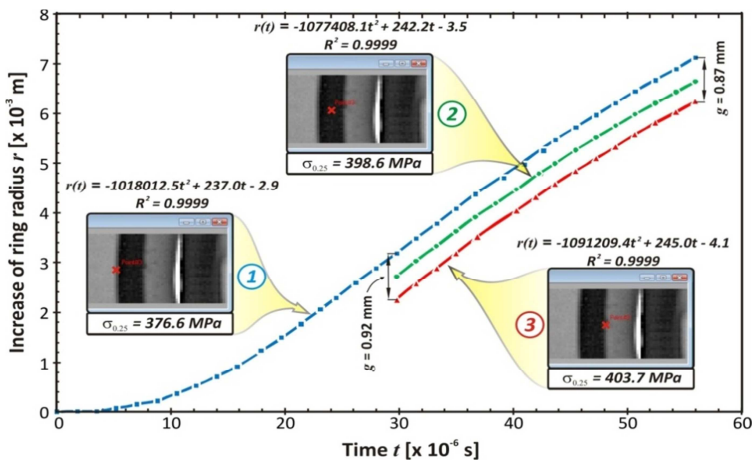 r(t) = -1077408.1t² + 242.2t - 3.5
R² = 0.9999
2
σ0.25 = 398.6 MPa
r(t) = -1018012.5t² + 237.0t - 2.9
R² = 0.9999
1
σ0.25 = 376.6 MPa
r(t) = -1091209.4t² + 245.0t - 4.1
R² = 0.9999
3
σ0.25 = 403.7 MPa
g = 0.87 mm
g = 0.92 mm
Increase of ring radius r [x 10⁻³ m]
8
7
6
5
4
3
2
1
0
0 10 20 30 40 50 60
Time t [x 10⁻⁶ s]